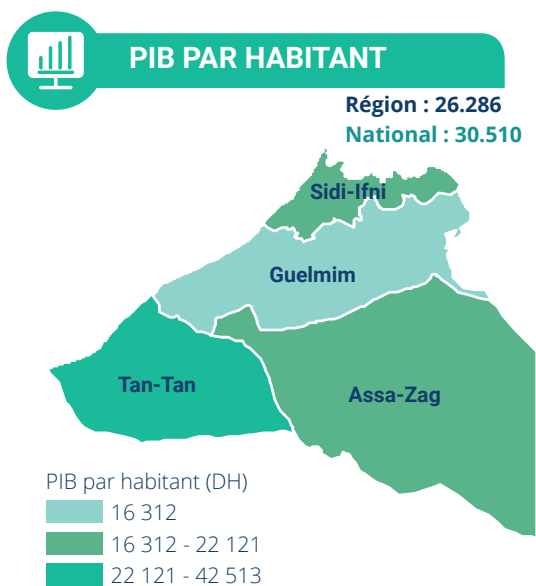 PIB PAR HABITANT
Région : 26.286
National : 30.510
Sidi-Ifni
Guelmim
Tan-Tan
Assa-Zag
PIB par habitant (DH)
16 312
16 312 - 22 121
22 121 - 42 513